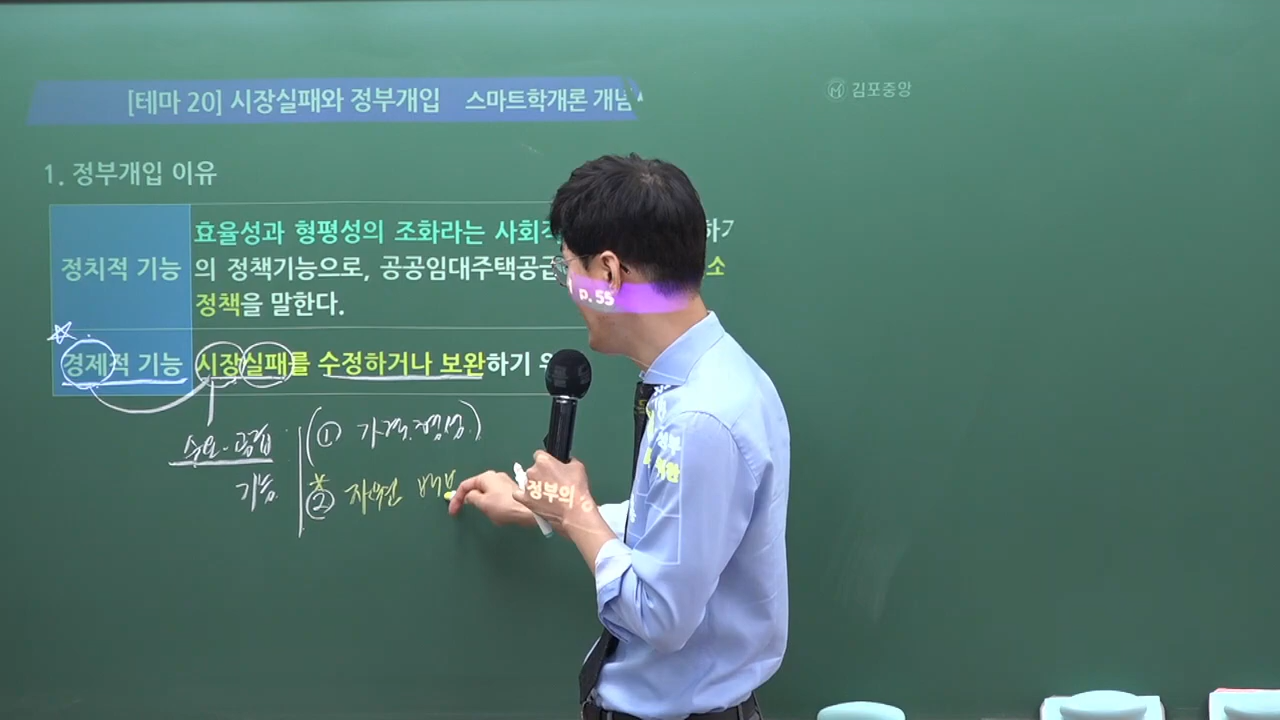 [테마 20] 시장실패와 정부개입 스마트학개론 개념
김포중앙
1. 정부개입 이유
정치적 기능
효율성과 형평성의 조화라는 사회적 하기
의 정책기능으로, 공공임대주택공급 소
정책을 말한다.
p. 55
경제적 기능
시장실패를 수정하거나 보완하기 위
수요·공급
기능
① 가격형성
② 자원 배분
정부의